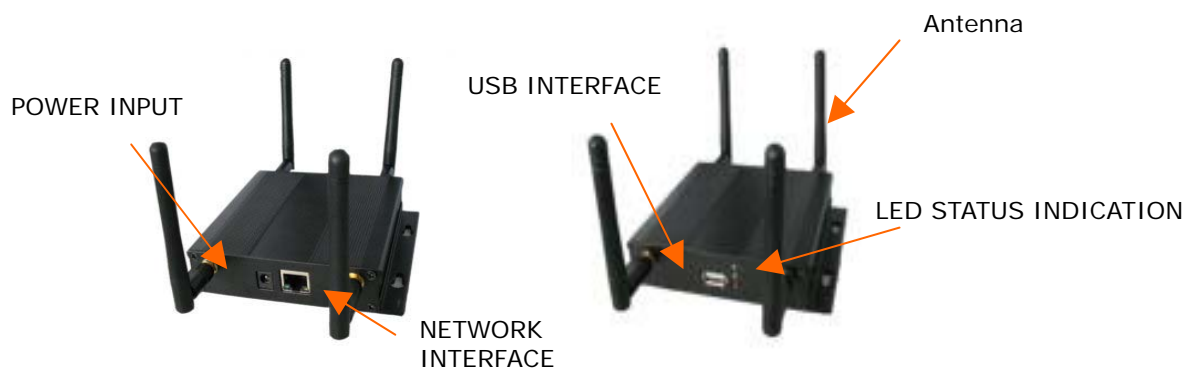 Antenna
USB INTERFACE
POWER INPUT
LED STATUS INDICATION
NETWORK
INTERFACE